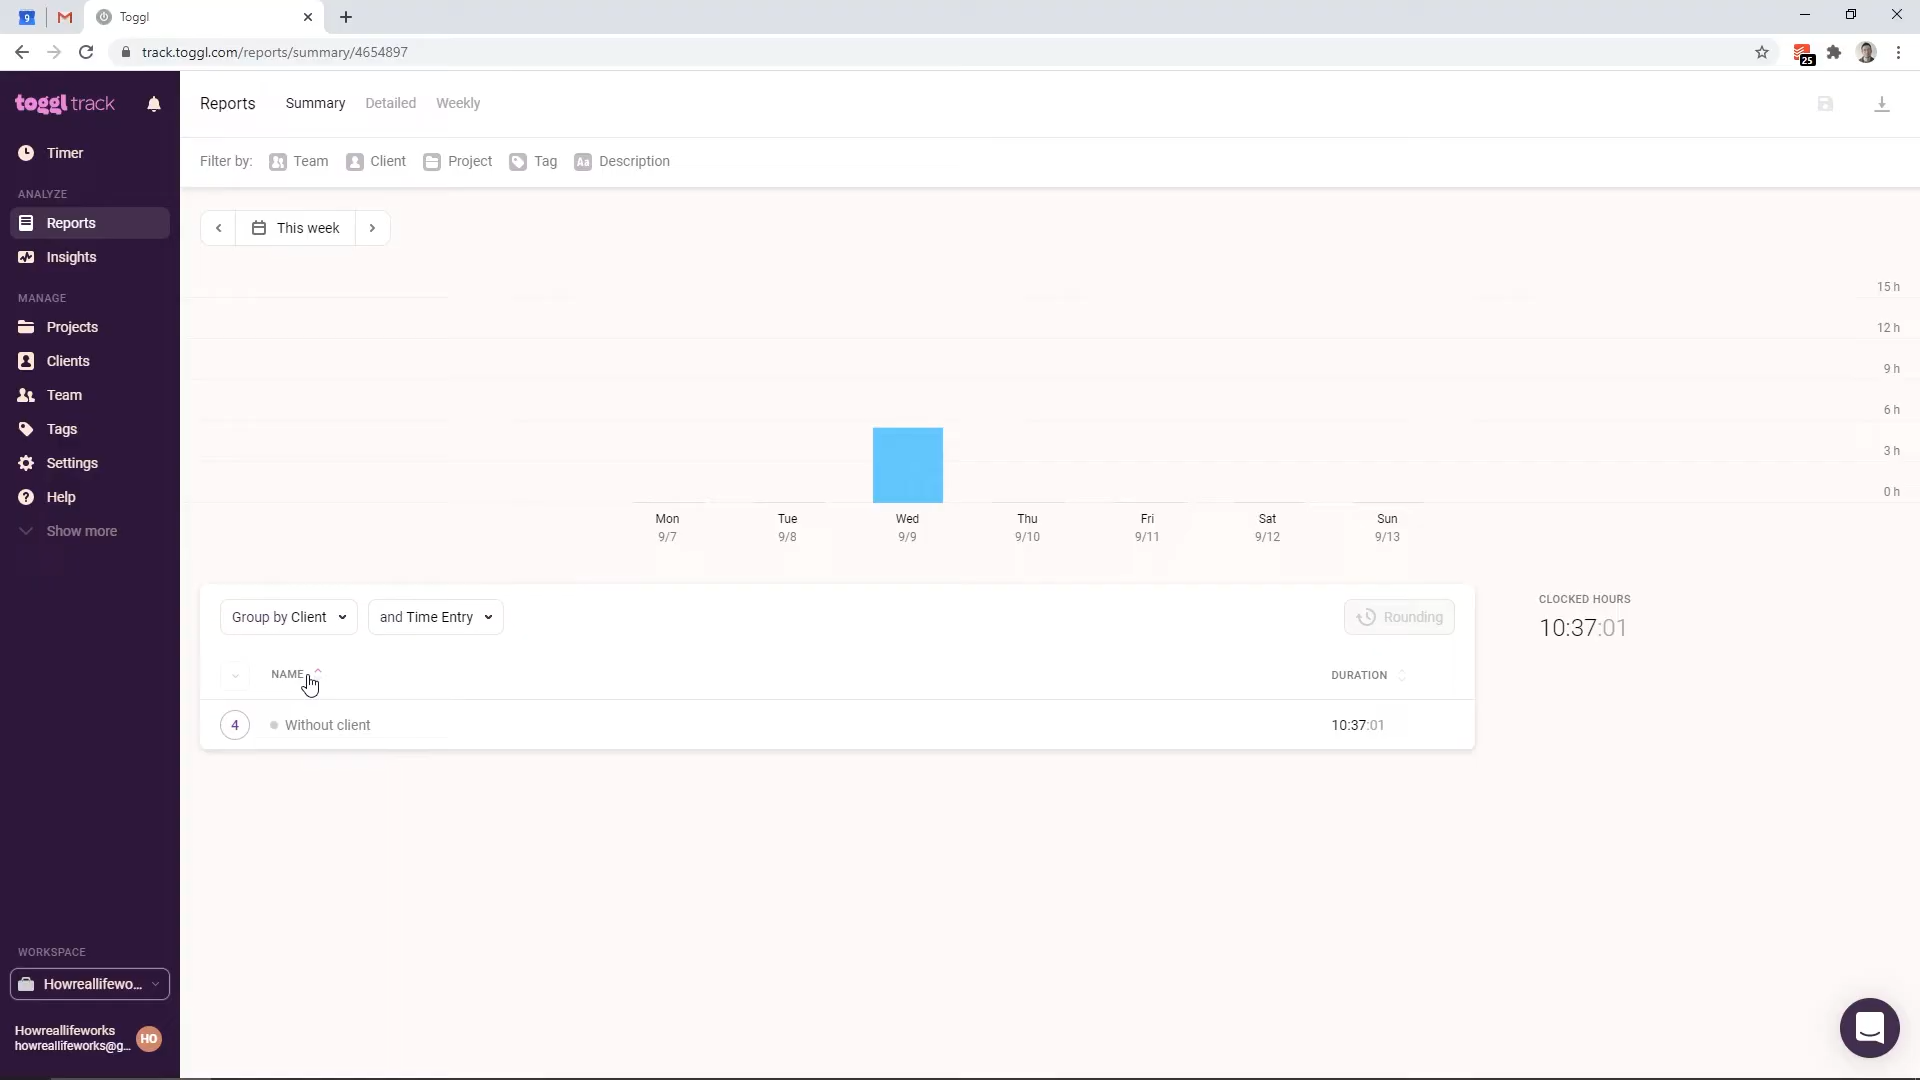 9
Toggl
track.toggl.com/reports/summary/4654897
25
toggl track
Timer
ANALYZE
Reports
Insights
MANAGE
Projects
Clients
Team
Tags
Settings
Help
Show more
WORKSPACE
Howreallifewo...
Howreallifeworks
howreallifeworks@g...
HO
Reports Summary Detailed Weekly
Filter by: Team Client Project Tag Aa Description
This week
15 h
12 h
9 h
6 h
3 h
0 h
Mon Tue Wed Thu Fri Sat Sun
9/7 9/8 9/9 9/10 9/11 9/12 9/13
Group by Client and Time Entry Rounding
NAME DURATION
4 Without client 10:37:01
CLOCKED HOURS
10:37:01